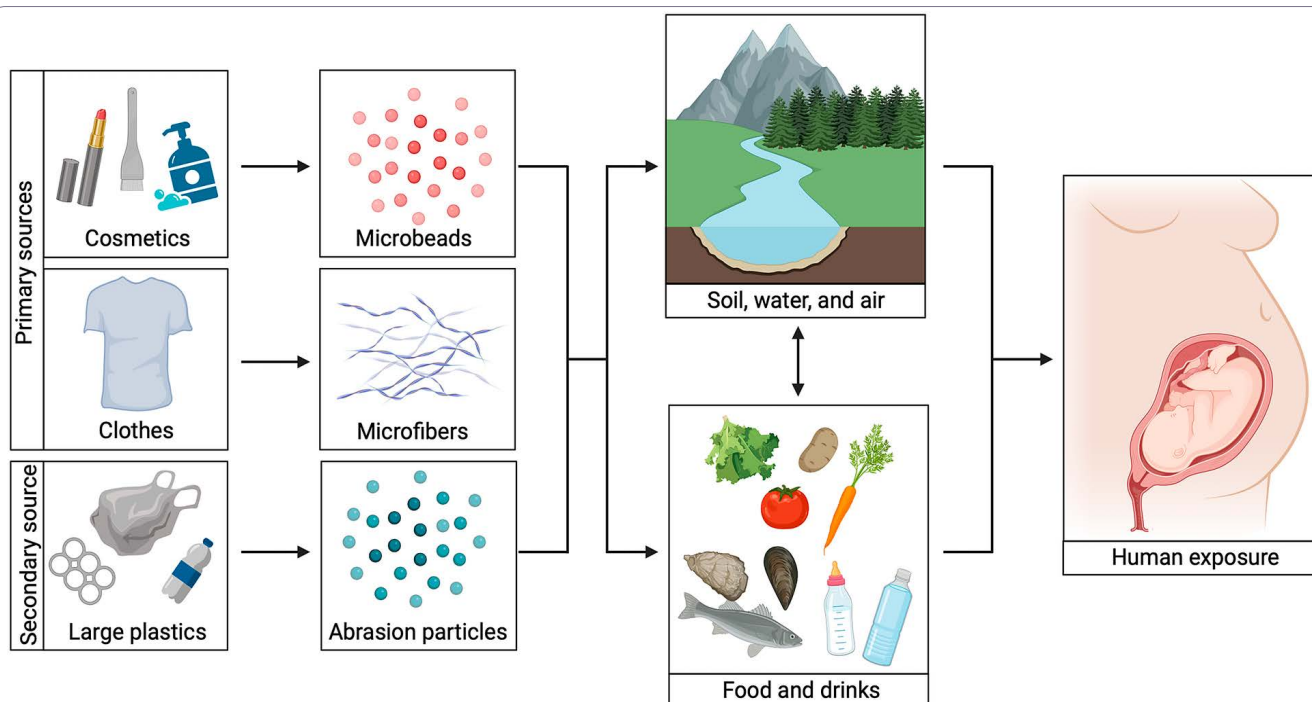 Primary sources
Cosmetics
Microbeads
Clothes
Microfibers
Secondary source
Large plastics
Abrasion particles
Soil, water, and air
Food and drinks
Human exposure